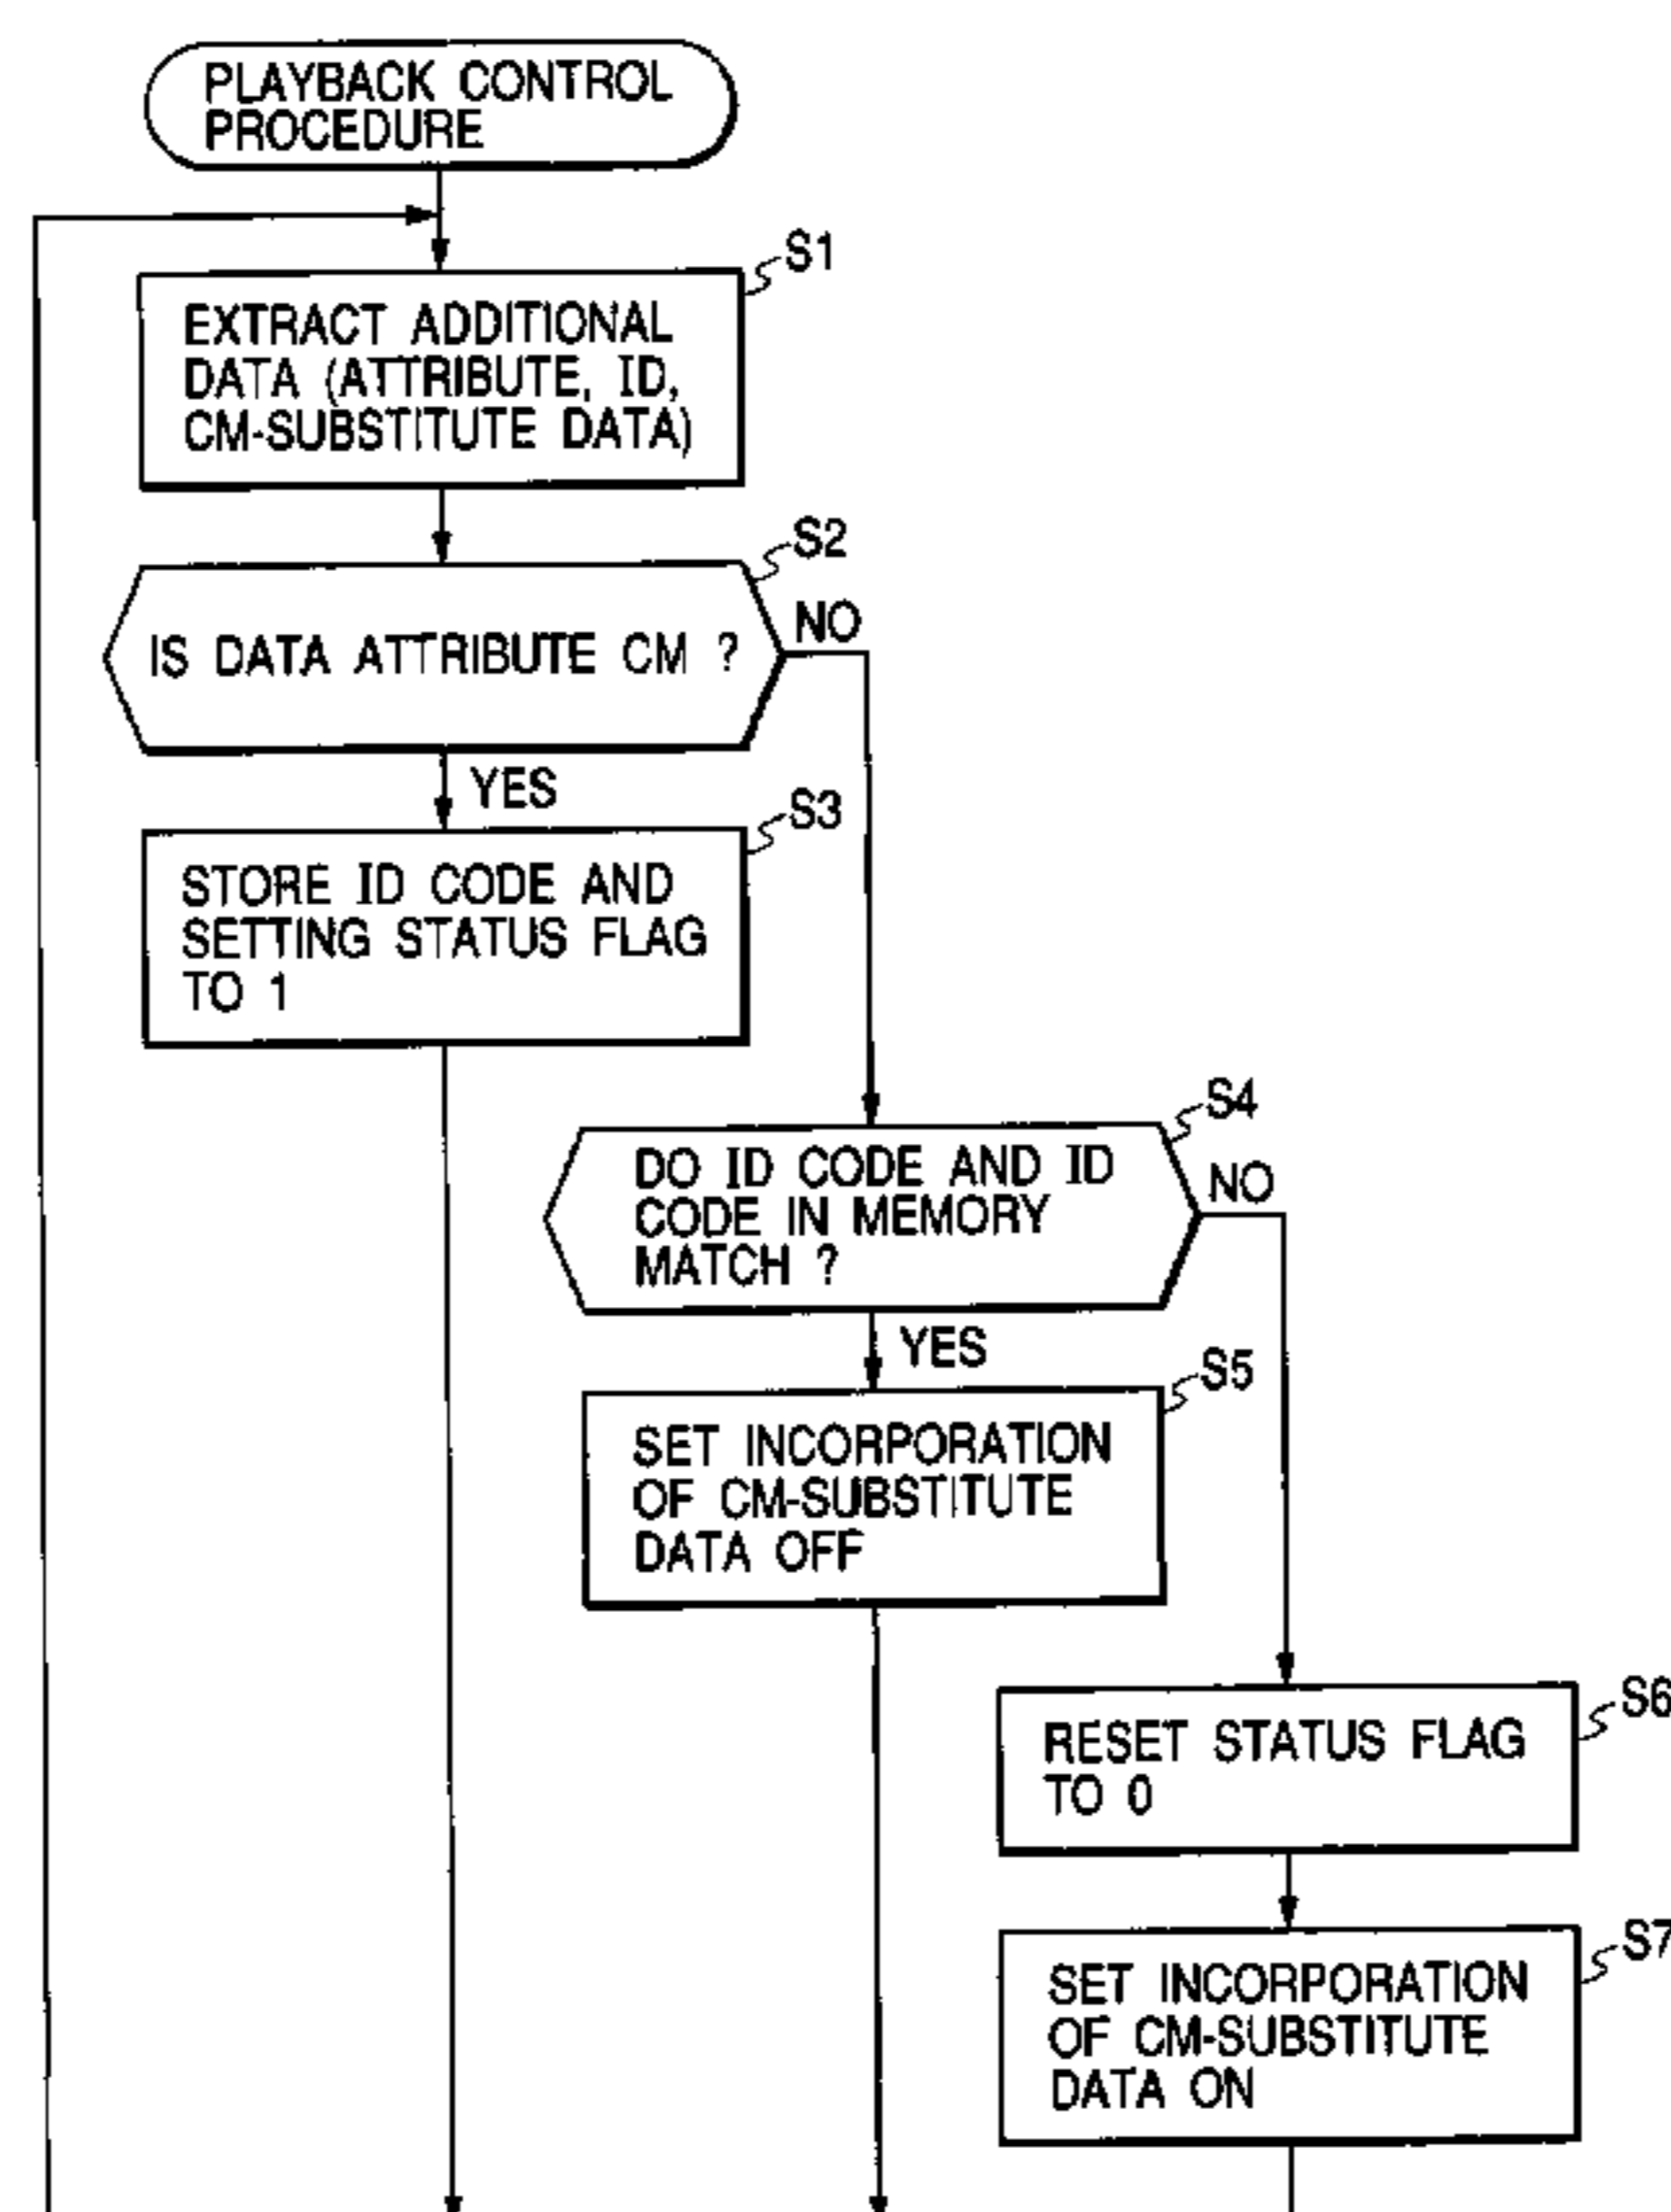 PLAYBACK CONTROL
PROCEDURE
S1
EXTRACT ADDITIONAL
DATA (ATTRIBUTE, ID,
CM-SUBSTITUTE DATA)
S2
IS DATA ATTRIBUTE CM ?
NO
YES
S3
STORE ID CODE AND
SETTING STATUS FLAG
TO 1
S4
DO ID CODE AND ID
CODE IN MEMORY
MATCH ?
NO
YES
S5
SET INCORPORATION
OF CM-SUBSTITUTE
DATA OFF
S6
RESET STATUS FLAG
TO 0
S7
SET INCORPORATION
OF CM-SUBSTITUTE
DATA ON